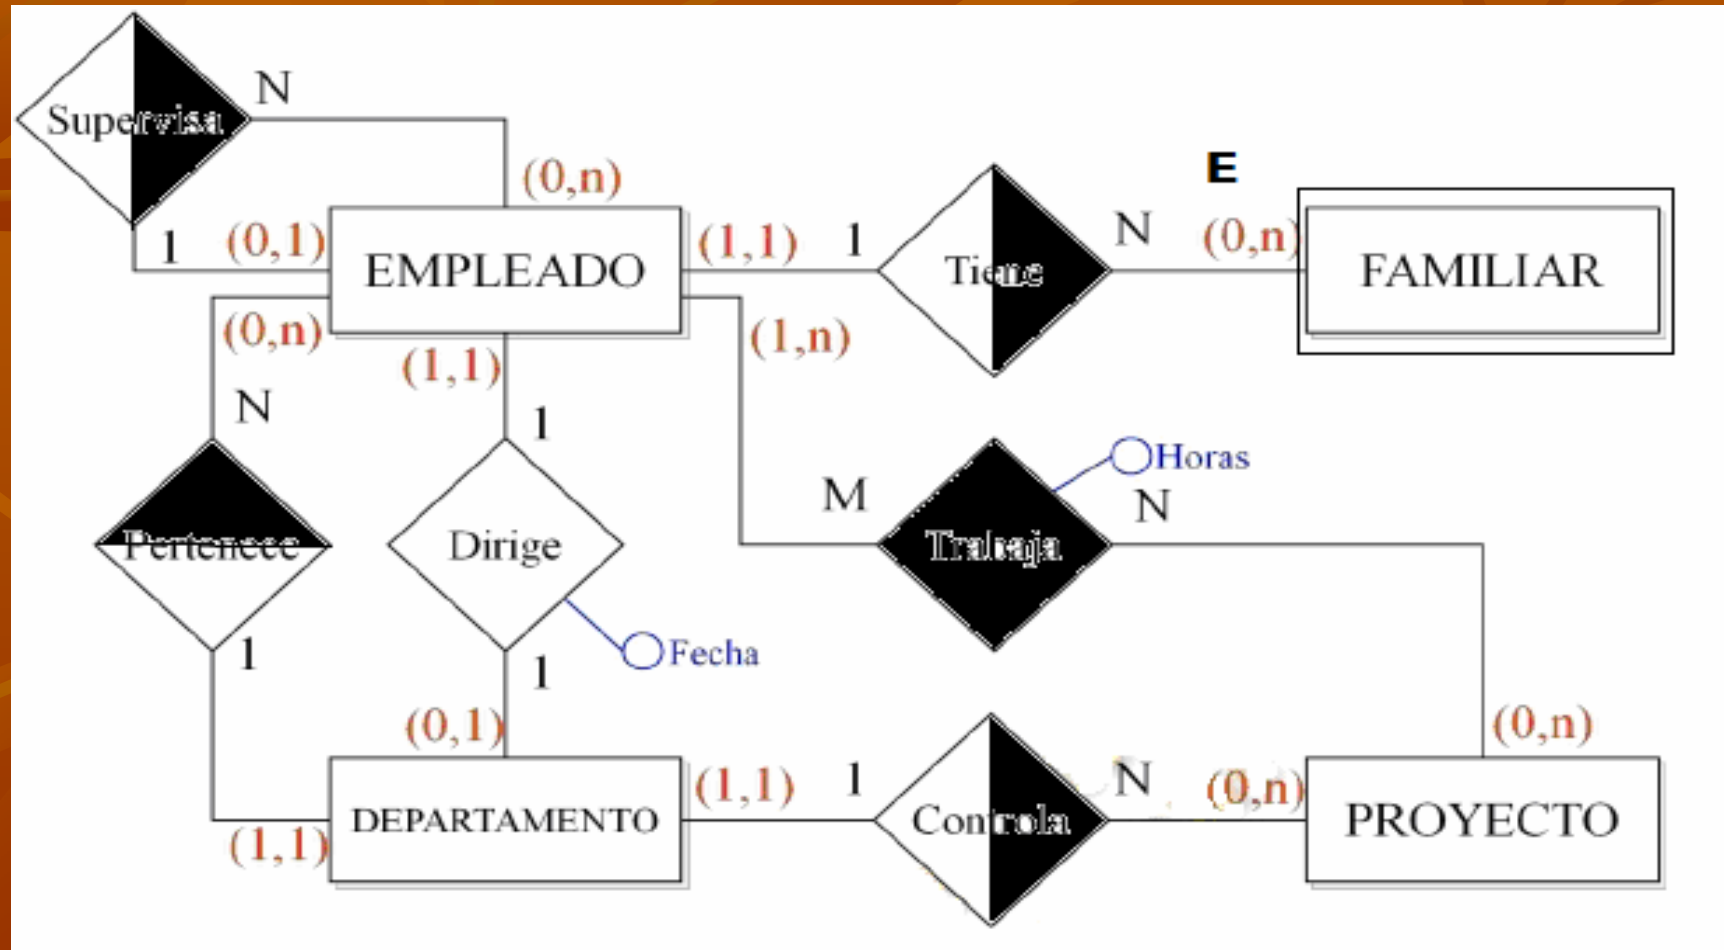 N
Supervisa
E
(0,n)
1
(0,1)
(1,1)
1
N
(0,n)
EMPLEADO
Tiene
FAMILIAR
(0,n)
(1,1)
(1,n)
N
1
Horas
M
N
Pertenece
Dirige
Trabaja
1
1
Fecha
(0,1)
(0,n)
(1,1)
1
N
(0,n)
DEPARTAMENTO
Controla
PROYECTO
(1,1)